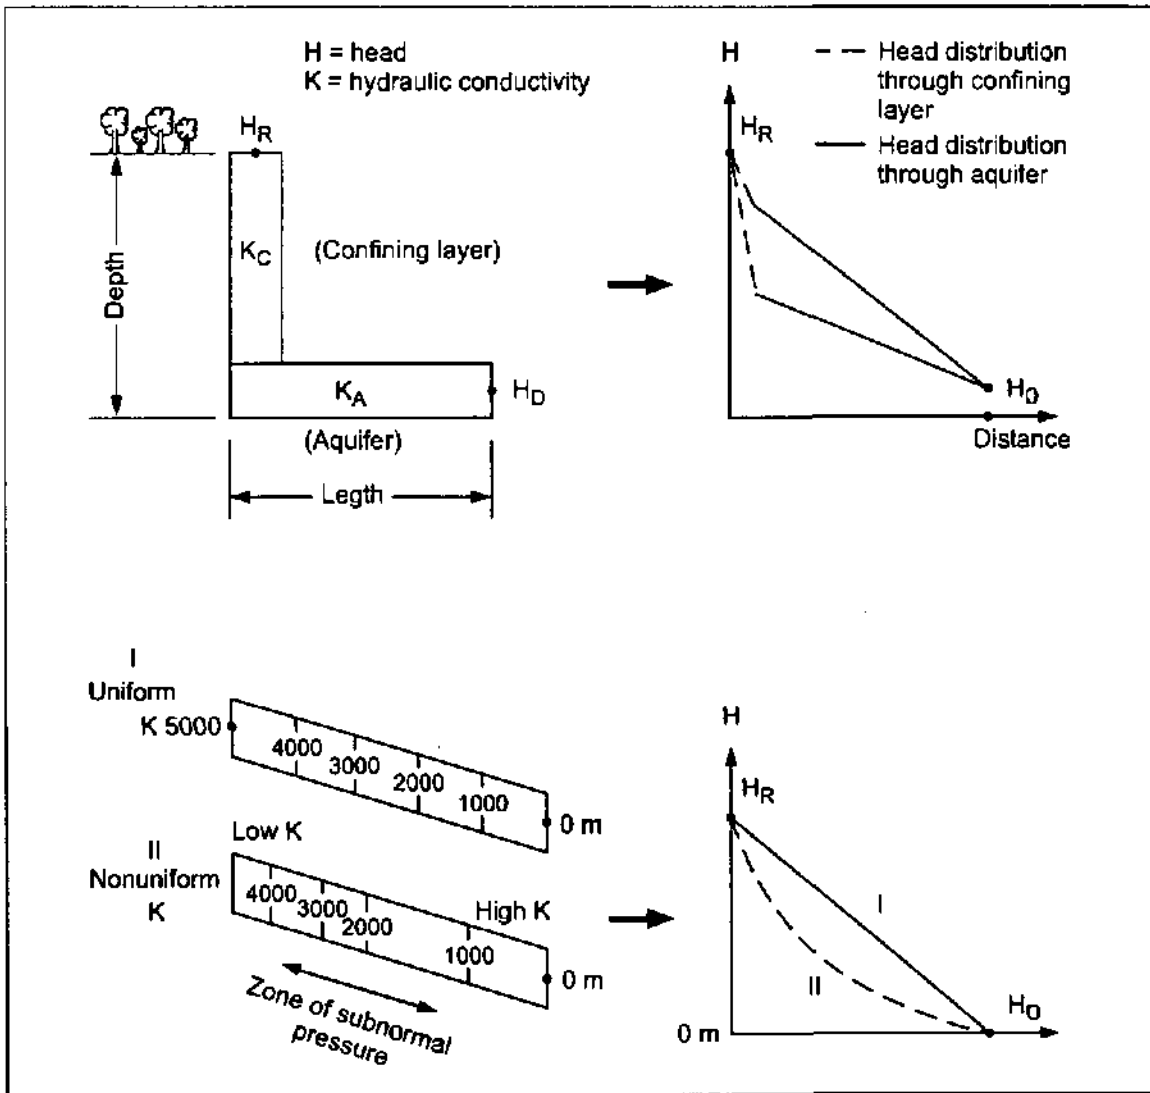 H = head
K = hydraulic conductivity
H_R
K_C
(Confining layer)
Depth
K_A
H_D
(Aquifer)
Legth
H
Head distribution
through confining
layer
H_R
Head distribution
through aquifer
H_0
Distance
I
Uniform
K 5000
4000
3000
2000
1000
0 m
II
Nonuniform
K
Low K
4000
3000
2000
1000
High K
0 m
Zone of subnormal
pressure
H
H_R
I
II
H_0
0 m